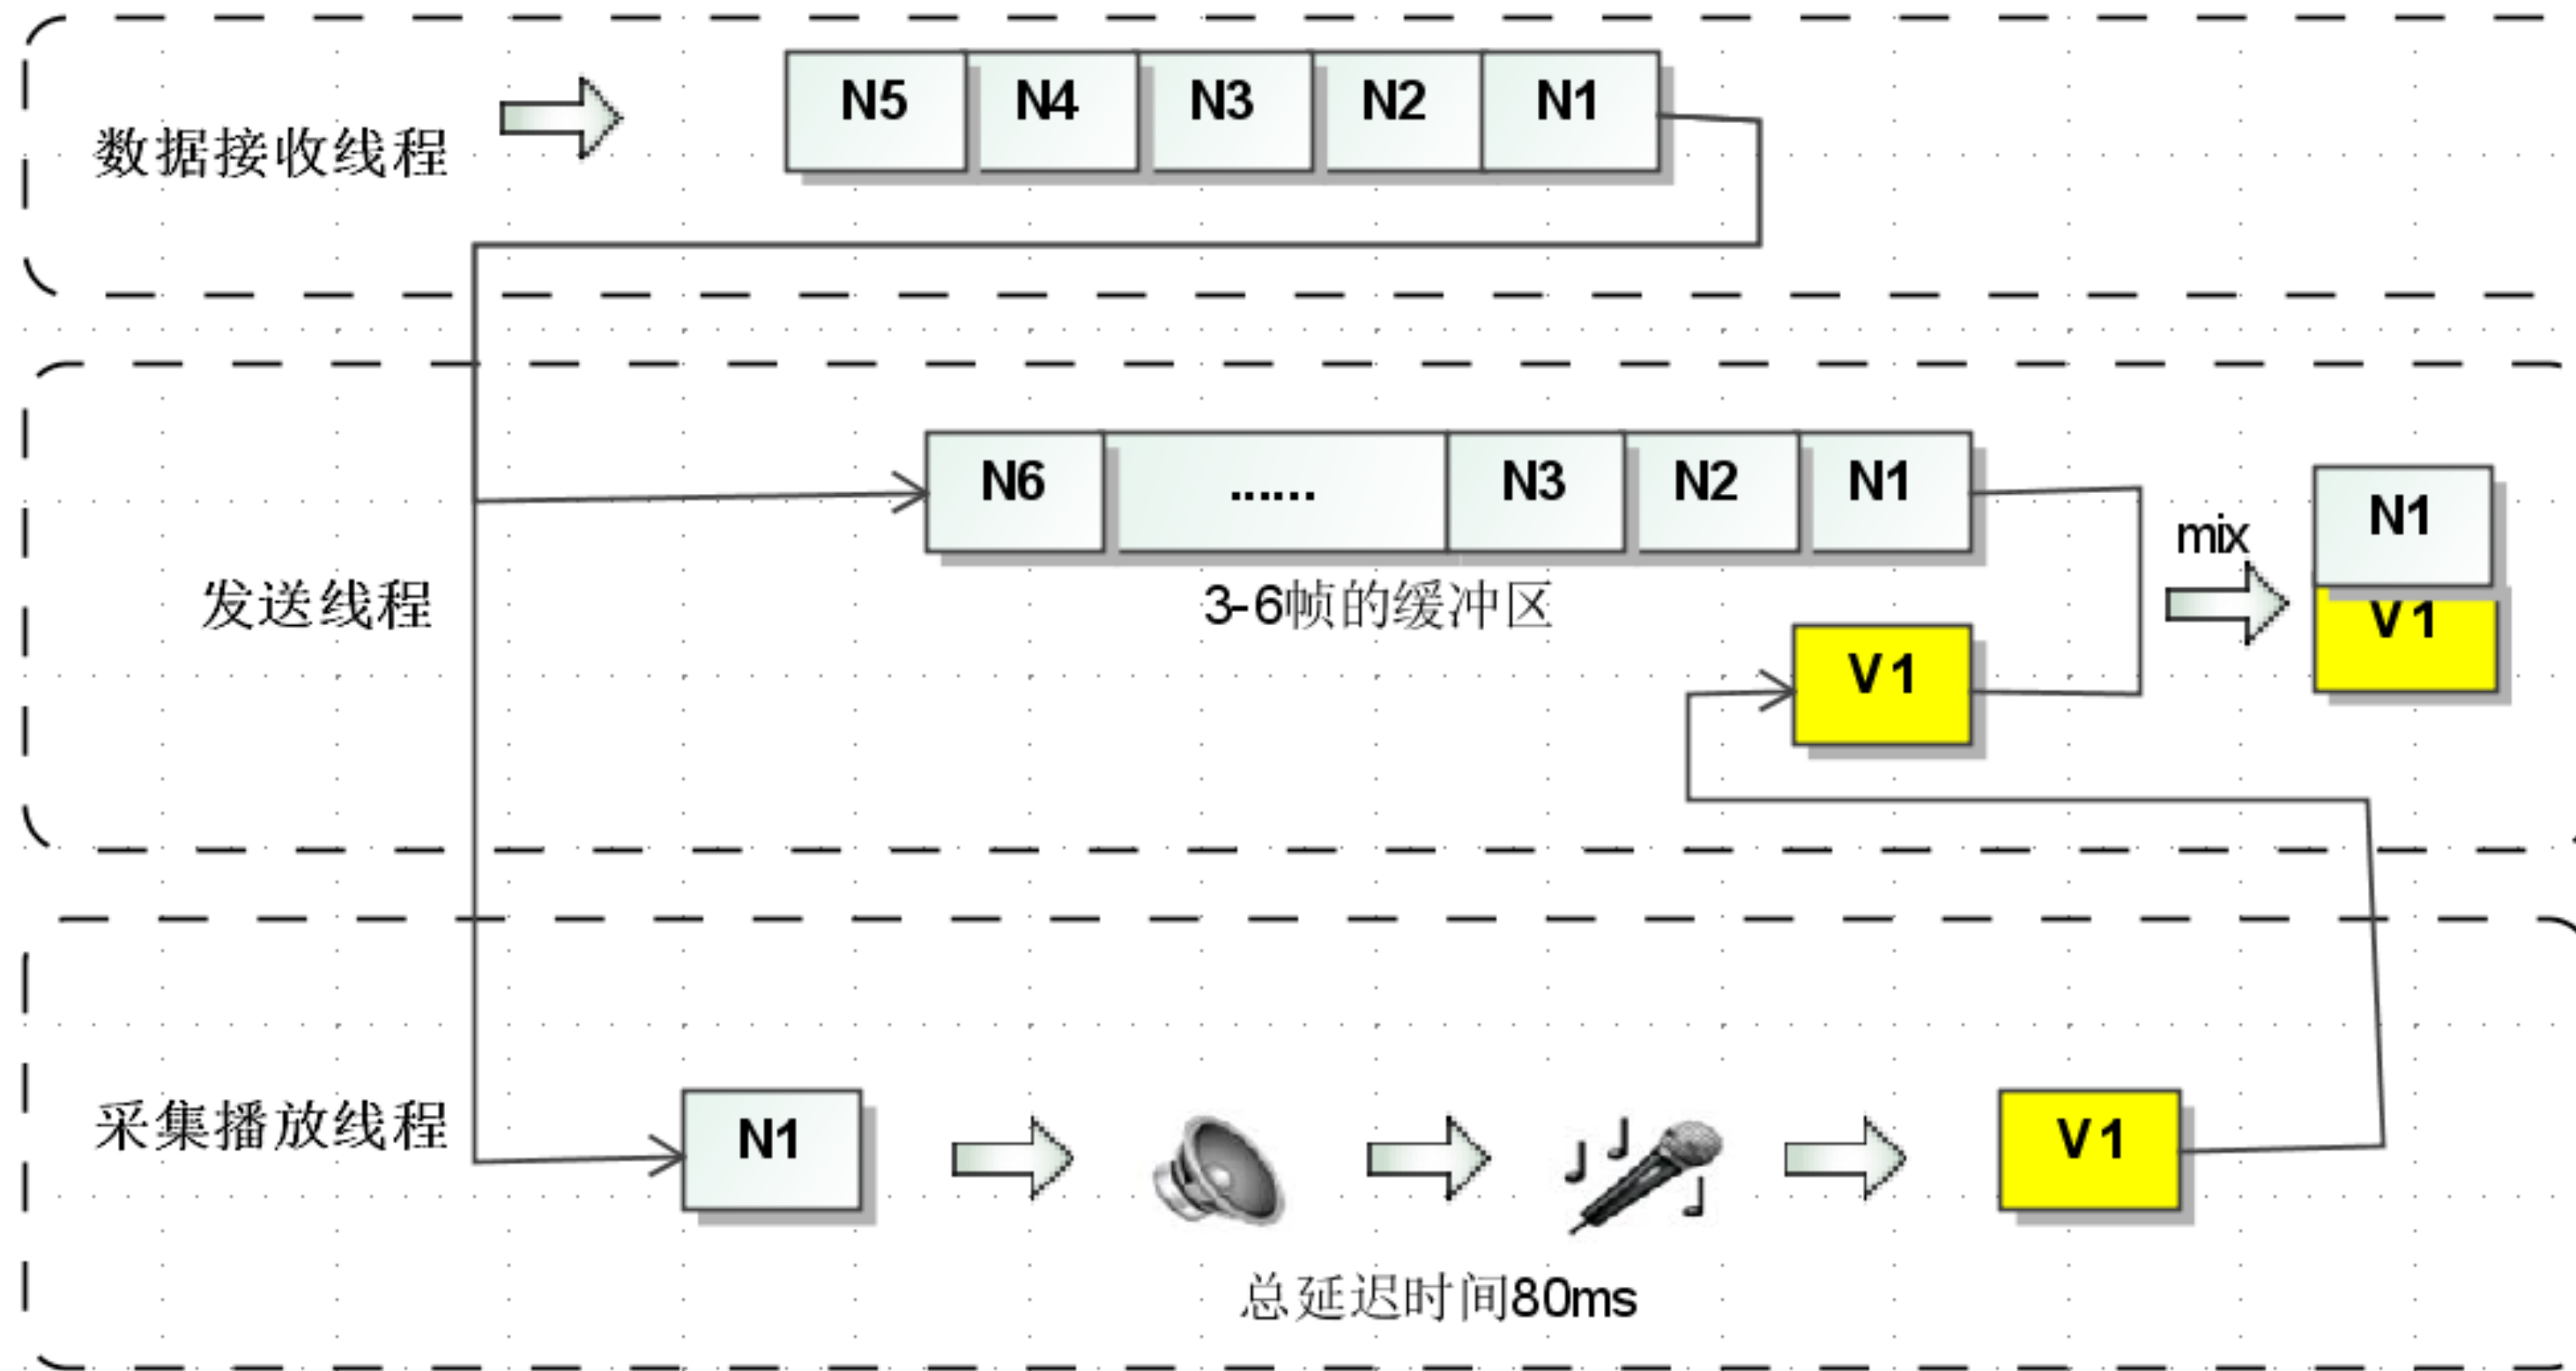 N5 N4 N3 N2 N1
数据接收线程
N6 ...... N3 N2 N1
mix
N1
V1
发送线程
3-6帧的缓冲区
V1
采集播放线程
N1
V1
总延迟时间80ms